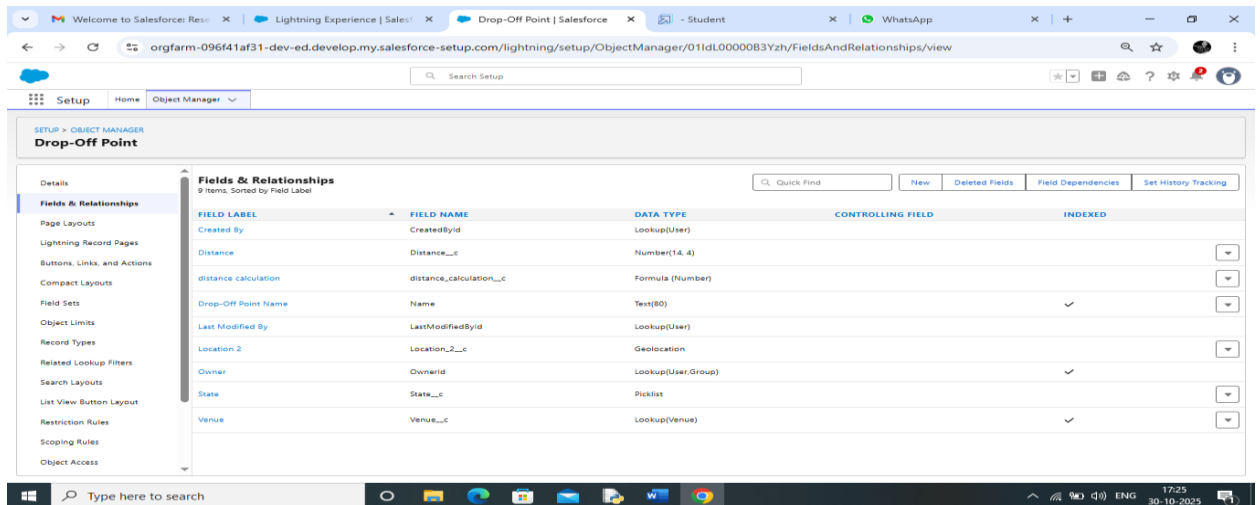 Welcome to Salesforce: Rese
Lightning Experience | Salesf
Drop-Off Point | Salesforce
- Student
WhatsApp
orgfarm-096f41af31-dev-ed.develop.my.salesforce-setup.com/lightning/setup/ObjectManager/01IdL00000B3Yzh/FieldsAndRelationships/view
Search Setup
Setup Home Object Manager
SETUP > OBJECT MANAGER
Drop-Off Point
Details
Fields & Relationships
Page Layouts
Lightning Record Pages
Buttons, Links, and Actions
Compact Layouts
Field Sets
Object Limits
Record Types
Related Lookup Filters
Search Layouts
List View Button Layout
Restriction Rules
Scoping Rules
Object Access
Fields & Relationships
9 Items, Sorted by Field Label
Quick Find New Deleted Fields Field Dependencies Set History Tracking
FIELD LABEL FIELD NAME DATA TYPE CONTROLLING FIELD INDEXED
Created By CreatedById Lookup(User)
Distance Distance__c Number(14, 4)
distance calculation distance_calculation__c Formula (Number)
Drop-Off Point Name Name Text(80)
Last Modified By LastModifiedById Lookup(User)
Location 2 Location_2__c Geolocation
Owner OwnerId Lookup(User,Group)
State State__c Picklist
Venue Venue__c Lookup(Venue)
Type here to search
ENG
17:25
30-10-2025